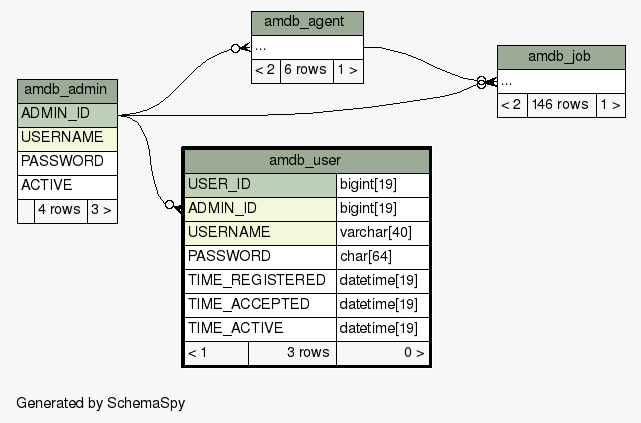 amdb_agent
...
< 2 6 rows 1 >
amdb_job
...
< 2 146 rows 1 >
amdb_admin
ADMIN_ID
USERNAME
PASSWORD
ACTIVE
4 rows 3 >
amdb_user
USER_ID bigint[19]
ADMIN_ID bigint[19]
USERNAME varchar[40]
PASSWORD char[64]
TIME_REGISTERED datetime[19]
TIME_ACCEPTED datetime[19]
TIME_ACTIVE datetime[19]
< 1 3 rows 0 >
Generated by SchemaSpy